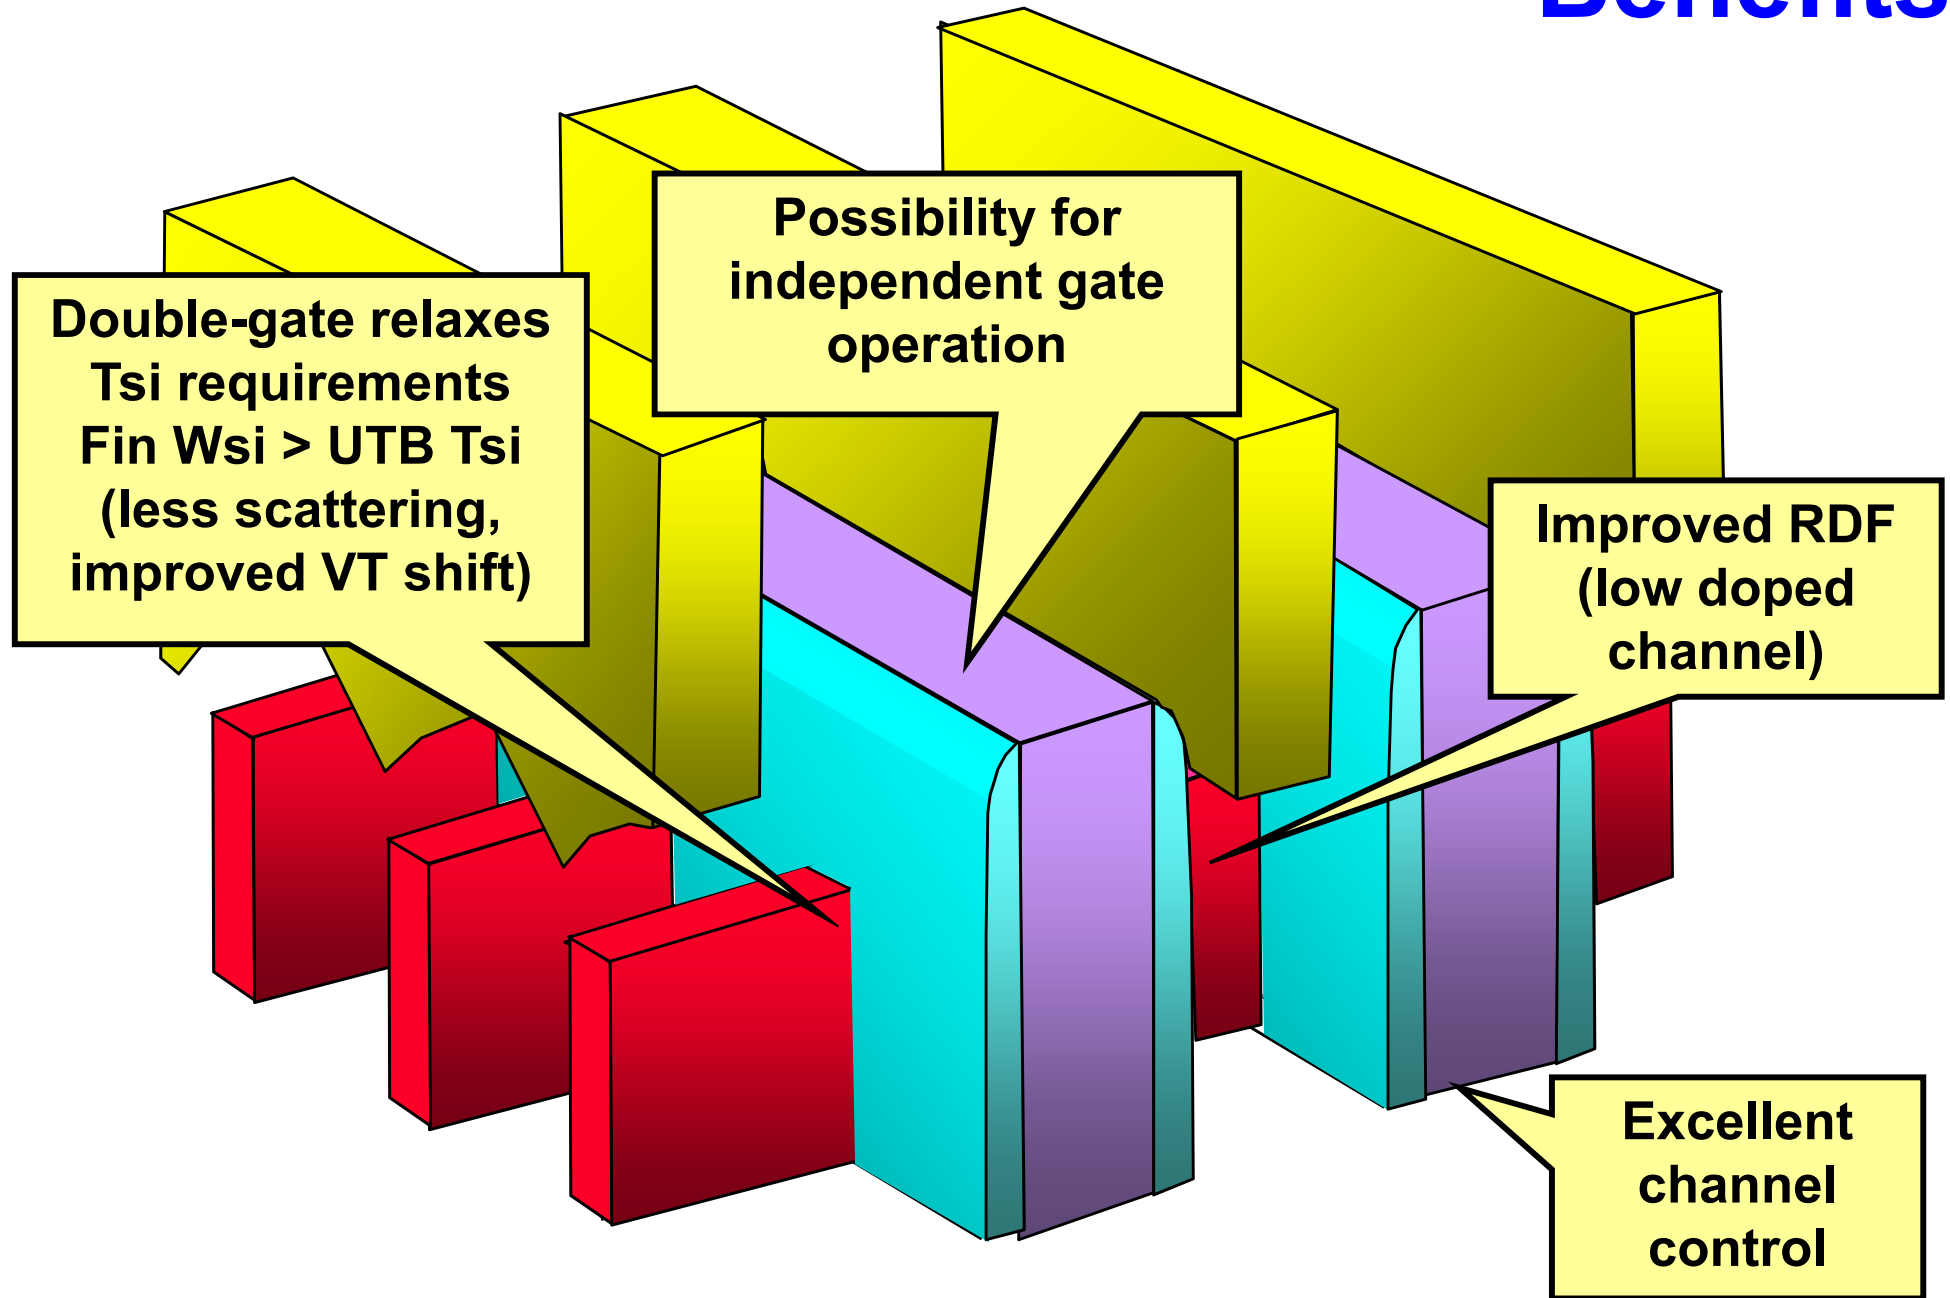 Benefits
Possibility for
independent gate
operation
Double-gate relaxes
Tsi requirements
Fin Wsi > UTB Tsi
(less scattering,
improved VT shift)
Improved RDF
(low doped
channel)
Excellent
channel
control